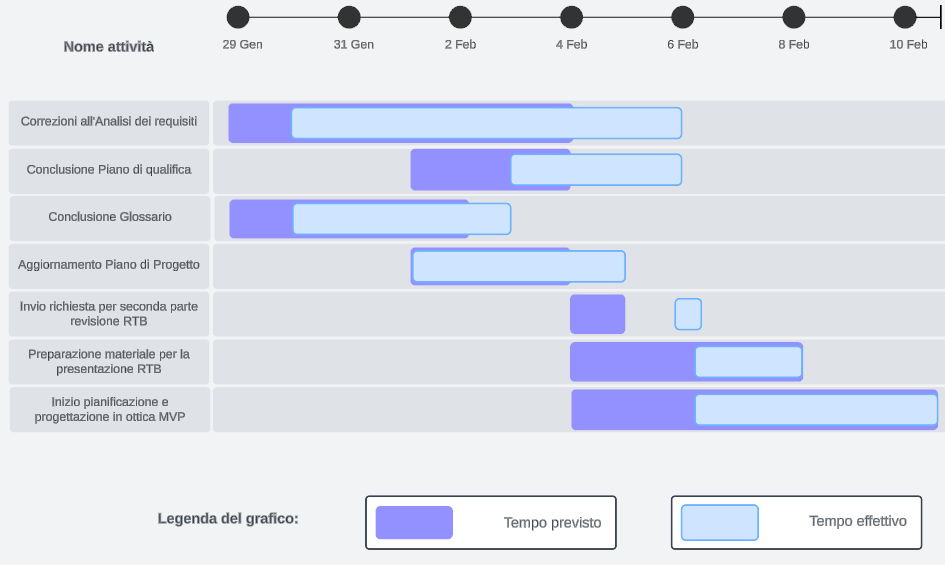 Nome attività
29 Gen
31 Gen
2 Feb
4 Feb
6 Feb
8 Feb
10 Feb
Correzioni all'Analisi dei requisiti
Conclusione Piano di qualifica
Conclusione Glossario
Aggiornamento Piano di Progetto
Invio richiesta per seconda parte
revisione RTB
Preparazione materiale per la
presentazione RTB
Inizio pianificazione e
progettazione in ottica MVP
Legenda del grafico:
Tempo previsto
Tempo effettivo